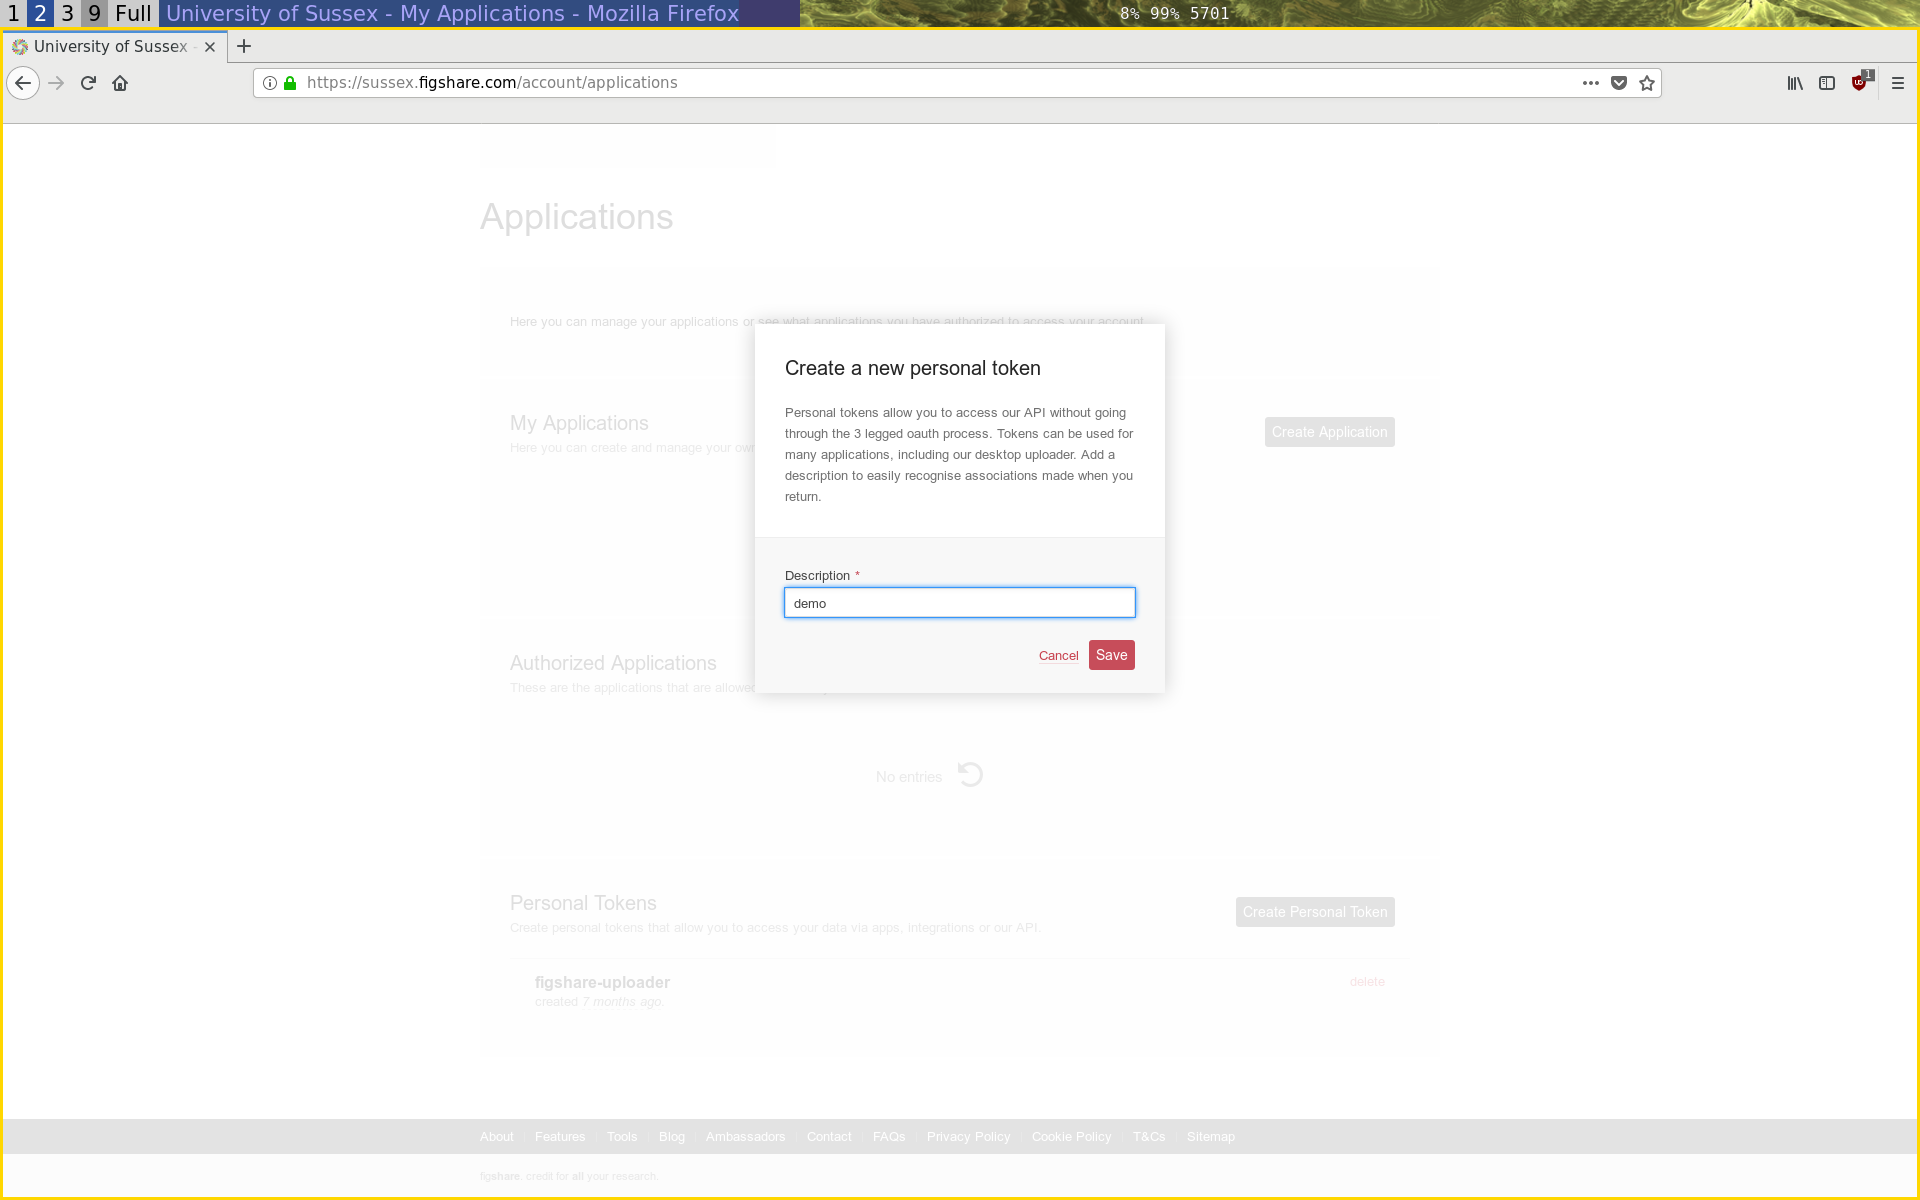 1 2 3 9 Full University of Sussex - My Applications - Mozilla Firefox 8% 99% 5701
University of Sussex -
https://sussex.figshare.com/account/applications
1
Applications
Here you can manage your applications or see what applications you have authorized to access your account.
Create a new personal token
Personal tokens allow you to access our API without going
through the 3 legged oauth process. Tokens can be used for
many applications, including our desktop uploader. Add a
description to easily recognise associations made when you
return.
My Applications
Here you can create and manage your own
Create Application
Description *
demo
Cancel Save
Authorized Applications
These are the applications that are allowed
No entries
Personal Tokens
Create personal tokens that allow you to access your data via apps, integrations or our API.
Create Personal Token
figshare-uploader
created 7 months ago.
delete
About Features Tools Blog Ambassadors Contact FAQs Privacy Policy Cookie Policy T&Cs Sitemap
figshare. credit for all your research.